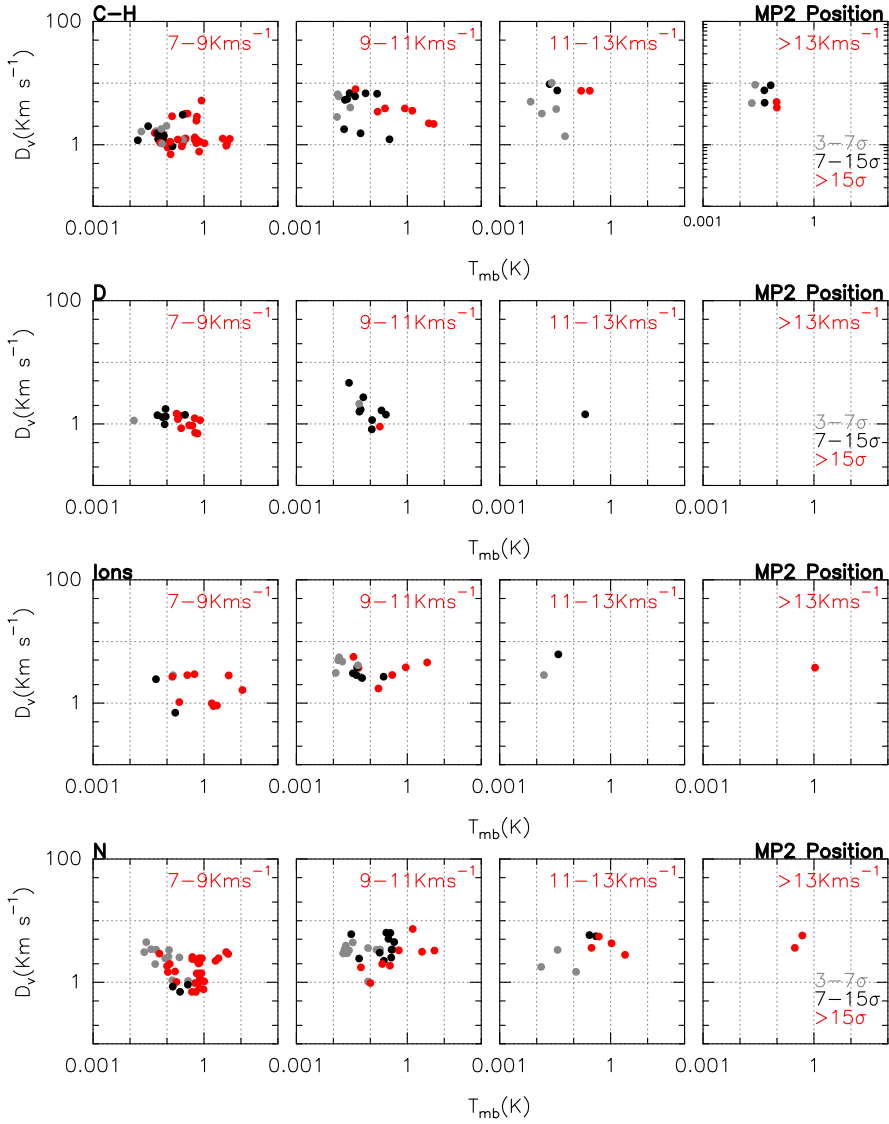 C−H MP2 Position
100 7−9Kms⁻¹ 9−11Kms⁻¹ 11−13Kms⁻¹ >13Kms⁻¹
D_v(Km s⁻¹)
1
3−7σ
7−15σ
>15σ
0.001 1 0.001 1 0.001 1 0.001 1
T_mb(K)
D MP2 Position
100 7−9Kms⁻¹ 9−11Kms⁻¹ 11−13Kms⁻¹ >13Kms⁻¹
D_v(Km s⁻¹)
1
3−7σ
7−15σ
>15σ
0.001 1 0.001 1 0.001 1 0.001 1
T_mb(K)
Ions MP2 Position
100 7−9Kms⁻¹ 9−11Kms⁻¹ 11−13Kms⁻¹ >13Kms⁻¹
D_v(Km s⁻¹)
1
0.001 1 0.001 1 0.001 1 0.001 1
T_mb(K)
N MP2 Position
100 7−9Kms⁻¹ 9−11Kms⁻¹ 11−13Kms⁻¹ >13Kms⁻¹
D_v(Km s⁻¹)
1
3−7σ
7−15σ
>15σ
0.001 1 0.001 1 0.001 1 0.001 1
T_mb(K)